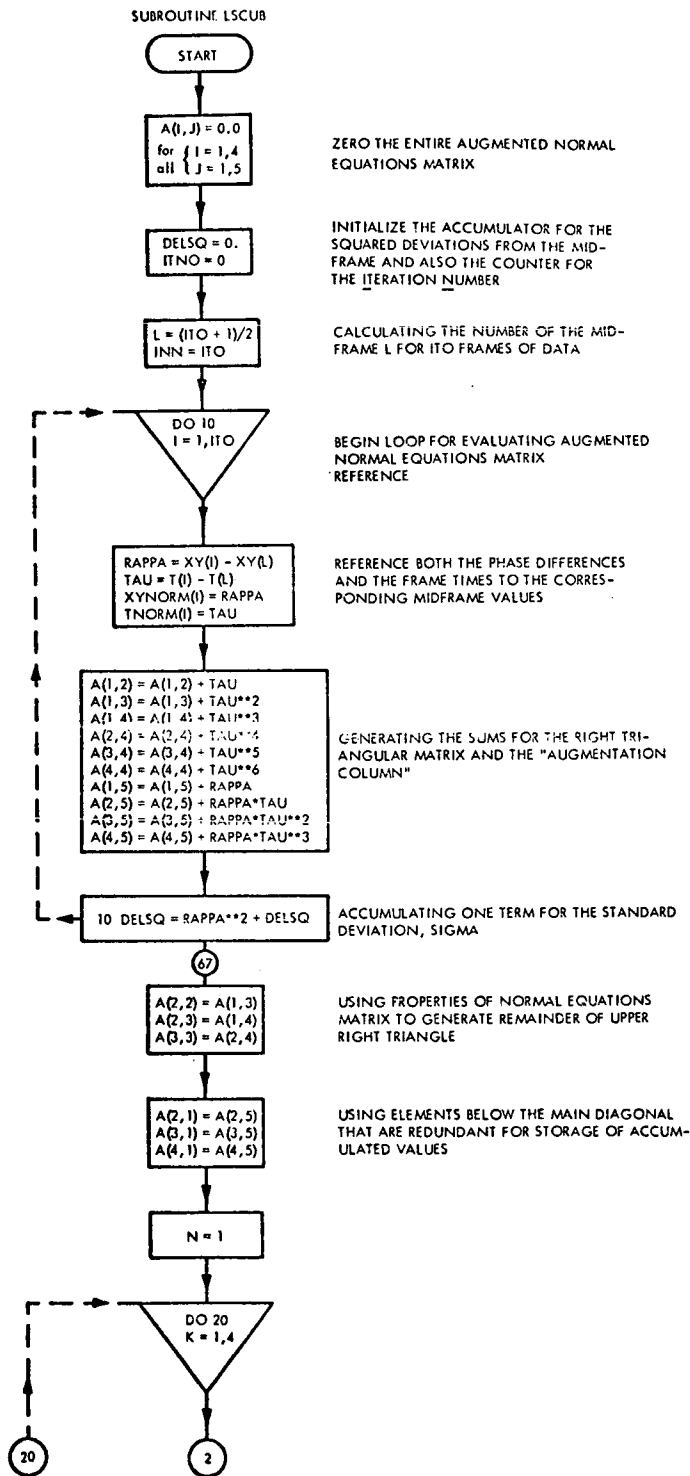 SUBROUTINE LSCUB
START
A(I,J) = 0.0
for all { I = 1,4
J = 1,5
ZERO THE ENTIRE AUGMENTED NORMAL
EQUATIONS MATRIX
DELSQ = 0.
ITNO = 0
INITIALIZE THE ACCUMULATOR FOR THE
SQUARED DEVIATIONS FROM THE MID-
FRAME AND ALSO THE COUNTER FOR
THE ITERATION NUMBER
L = (ITO + 1)/2
INN = ITO
CALCULATING THE NUMBER OF THE MID-
FRAME L FOR ITO FRAMES OF DATA
DO 10
I = 1,ITO
BEGIN LOOP FOR EVALUATING AUGMENTED
NORMAL EQUATIONS MATRIX
REFERENCE
RAPPA = XY(I) - XY(L)
TAU = T(I) - T(L)
XYNORM(I) = RAPPA
TNORM(I) = TAU
REFERENCE BOTH THE PHASE DIFFERENCES
AND THE FRAME TIMES TO THE CORRES-
PONDING MIDFRAME VALUES
A(1,2) = A(1,2) + TAU
A(1,3) = A(1,3) + TAU**2
A(1,4) = A(1,4) + TAU**3
A(2,4) = A(2,4) + TAU**4
A(3,4) = A(3,4) + TAU**5
A(4,4) = A(4,4) + TAU**6
A(1,5) = A(1,5) + RAPPA
A(2,5) = A(2,5) + RAPPA*TAU
A(3,5) = A(3,5) + RAPPA*TAU**2
A(4,5) = A(4,5) + RAPPA*TAU**3
GENERATING THE SUMS FOR THE RIGHT TRI-
ANGULAR MATRIX AND THE "AUGMENTATION
COLUMN"
10 DELSQ = RAPPA**2 + DELSQ
ACCUMULATING ONE TERM FOR THE STANDARD
DEVIATION, SIGMA
67
A(2,2) = A(1,3)
A(2,3) = A(1,4)
A(3,3) = A(2,4)
USING PROPERTIES OF NORMAL EQUATIONS
MATRIX TO GENERATE REMAINDER OF UPPER
RIGHT TRIANGLE
A(2,1) = A(2,5)
A(3,1) = A(3,5)
A(4,1) = A(4,5)
USING ELEMENTS BELOW THE MAIN DIAGONAL
THAT ARE REDUNDANT FOR STORAGE OF ACCUM-
ULATED VALUES
N = 1
DO 20
K = 1,4
20
2